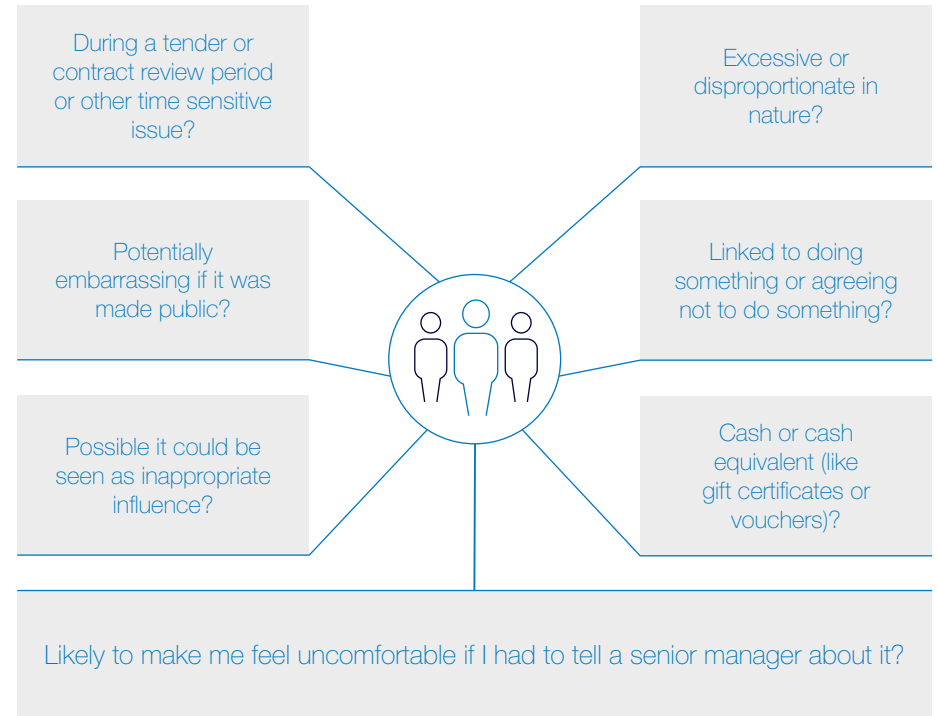 During a tender or
contract review period
or other time sensitive
issue?
Excessive or
disproportionate in
nature?
Potentially
embarrassing if it was
made public?
Linked to doing
something or agreeing
not to do something?
Possible it could be
seen as inappropriate
influence?
Cash or cash
equivalent (like
gift certificates or
vouchers)?
Likely to make me feel uncomfortable if I had to tell a senior manager about it?